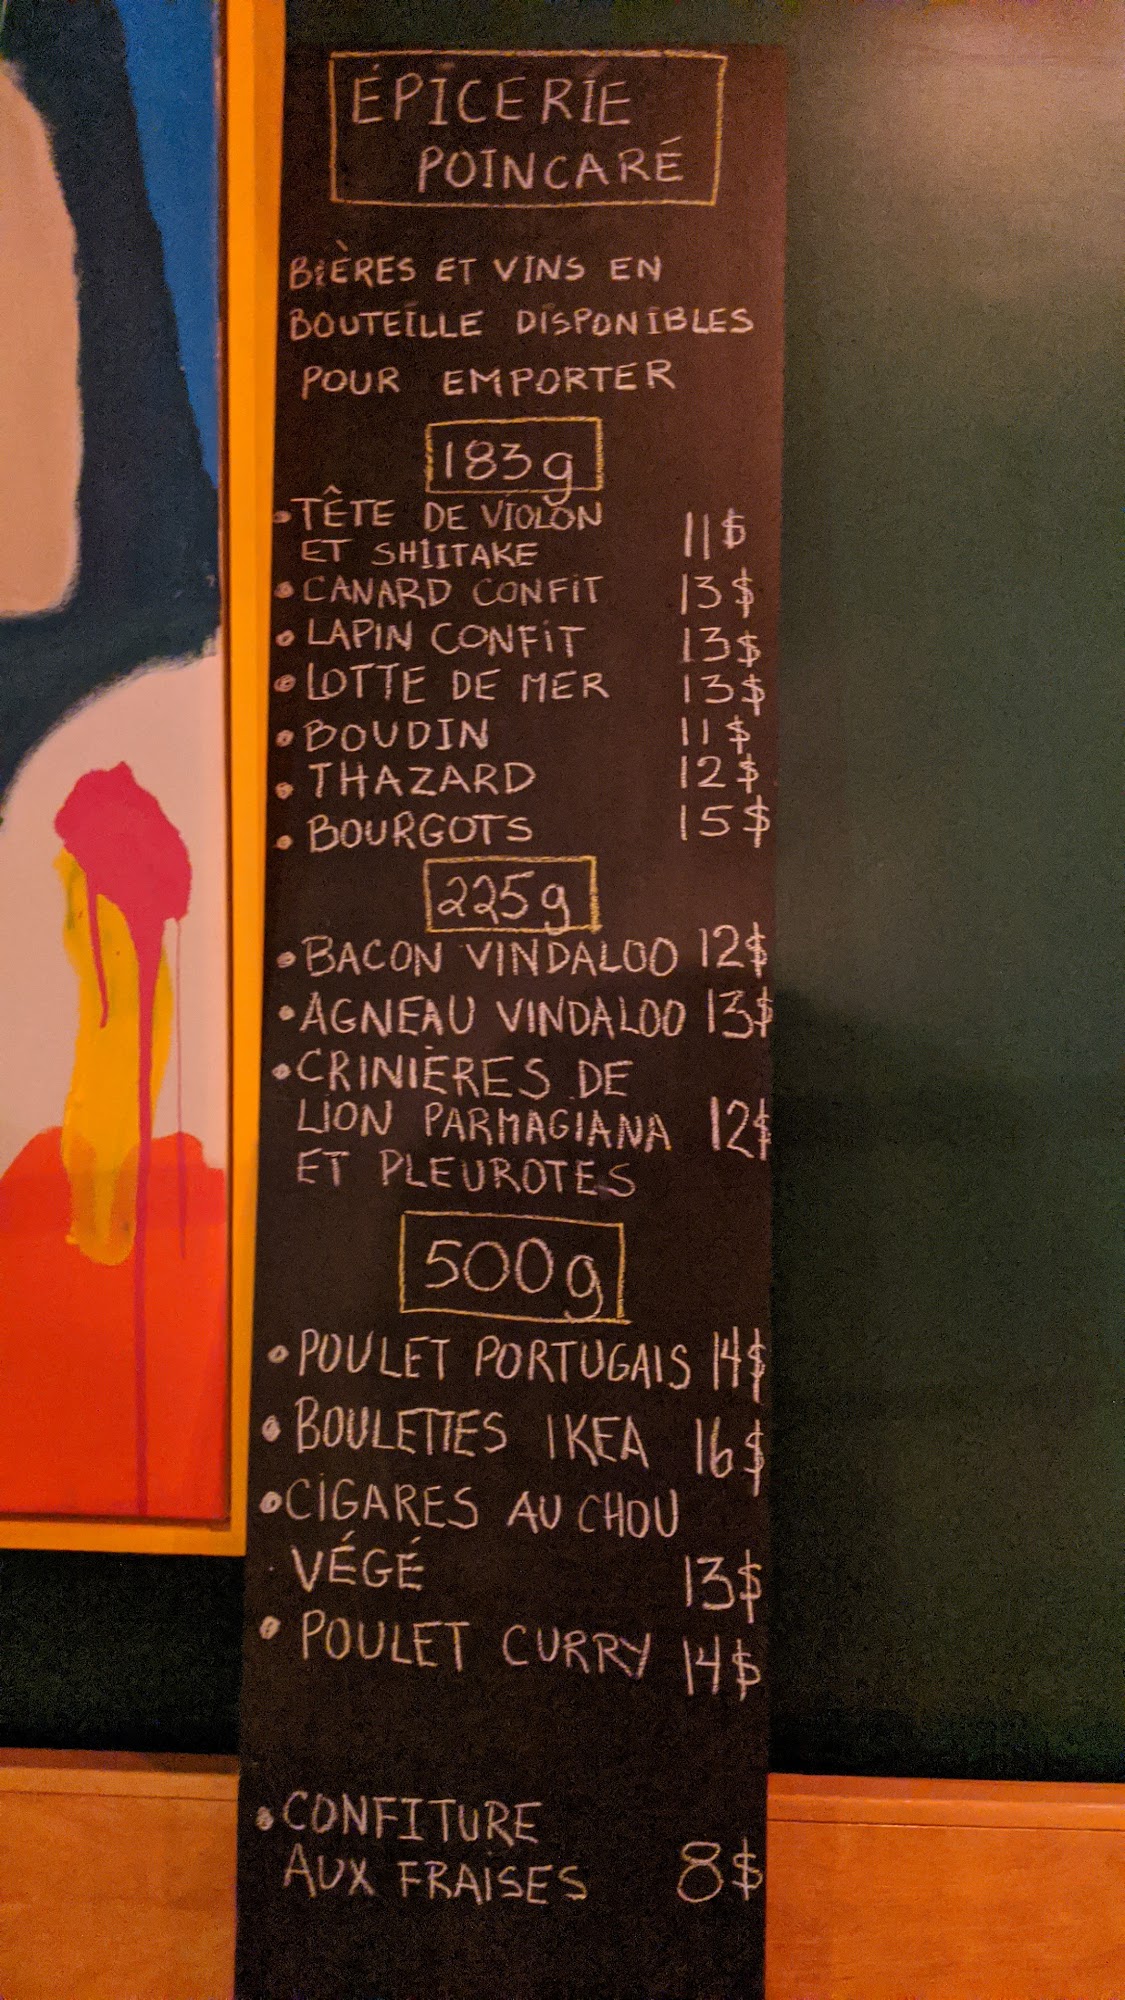 ÉPICERIE
POINCARÉ
BIÈRES ET VINS EN
BOUTEILLE DISPONIBLES
POUR EMPORTER
183g
•TÊTE DE VIOLON
ET SHIITAKE 11$
• CANARD CONFIT 13$
• LAPIN CONFIT 13$
• LOTTE DE MER 13$
• BOUDIN 11$
• THAZARD 12$
• BOURGOTS 15$
225g
• BACON VINDALOO 12$
• AGNEAU VINDALOO 13$
• CRINIÈRES DE
LION PARMAGIANA 12$
ET PLEUROTES
500g
• POULET PORTUGAIS 14$
• BOULETTES IKEA 16$
• CIGARES AU CHOU
VÉGÉ 13$
• POULET CURRY 14$
• CONFITURE
AUX FRAISES 8$